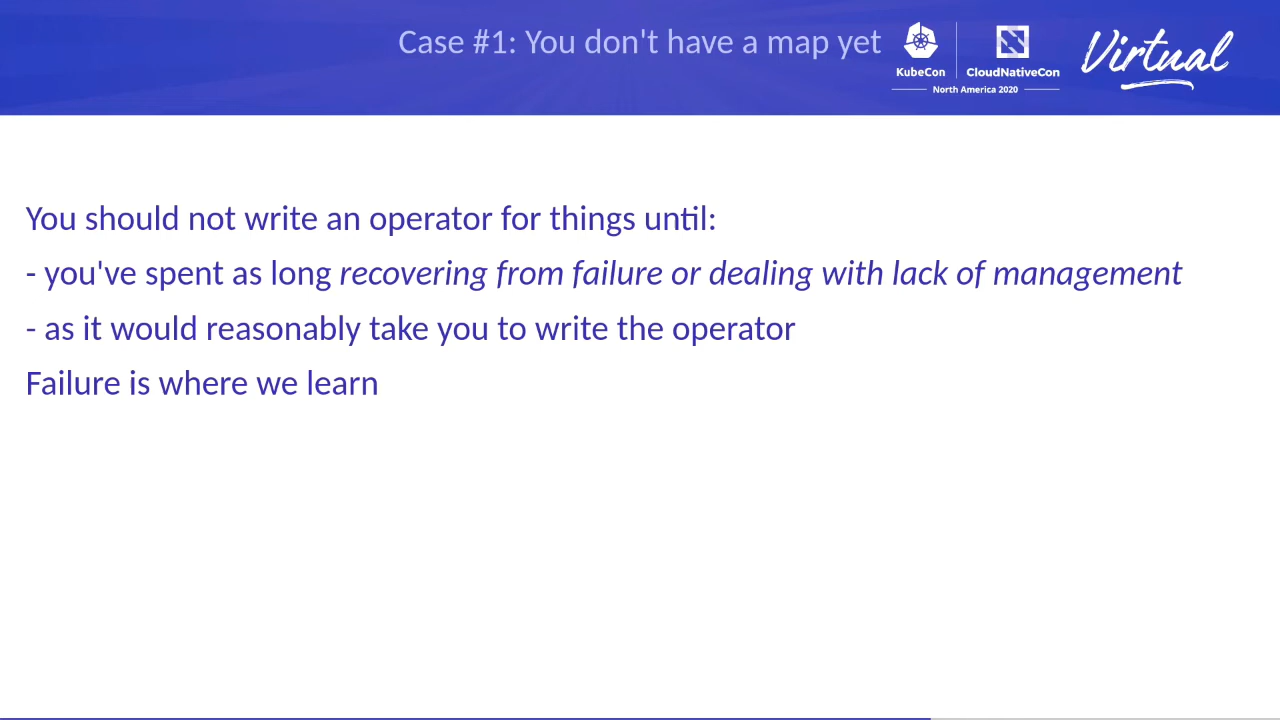 Case #1: You don't have a map yet
KubeCon
CloudNativeCon
North America 2020
Virtual
You should not write an operator for things until:
- you've spent as long recovering from failure or dealing with lack of management
- as it would reasonably take you to write the operator
Failure is where we learn